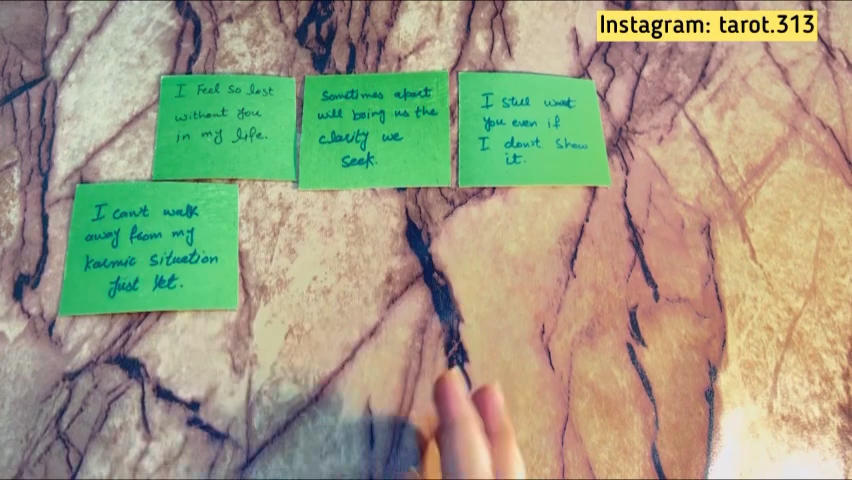 Instagram: tarot.313
I Feel so lost
without you
in my life.
Sometimes apart
will bring us the
clarity we
seek.
I still want
you even if
I don't show
it.
I can't walk
away from my
karmic situation
Just Yet.